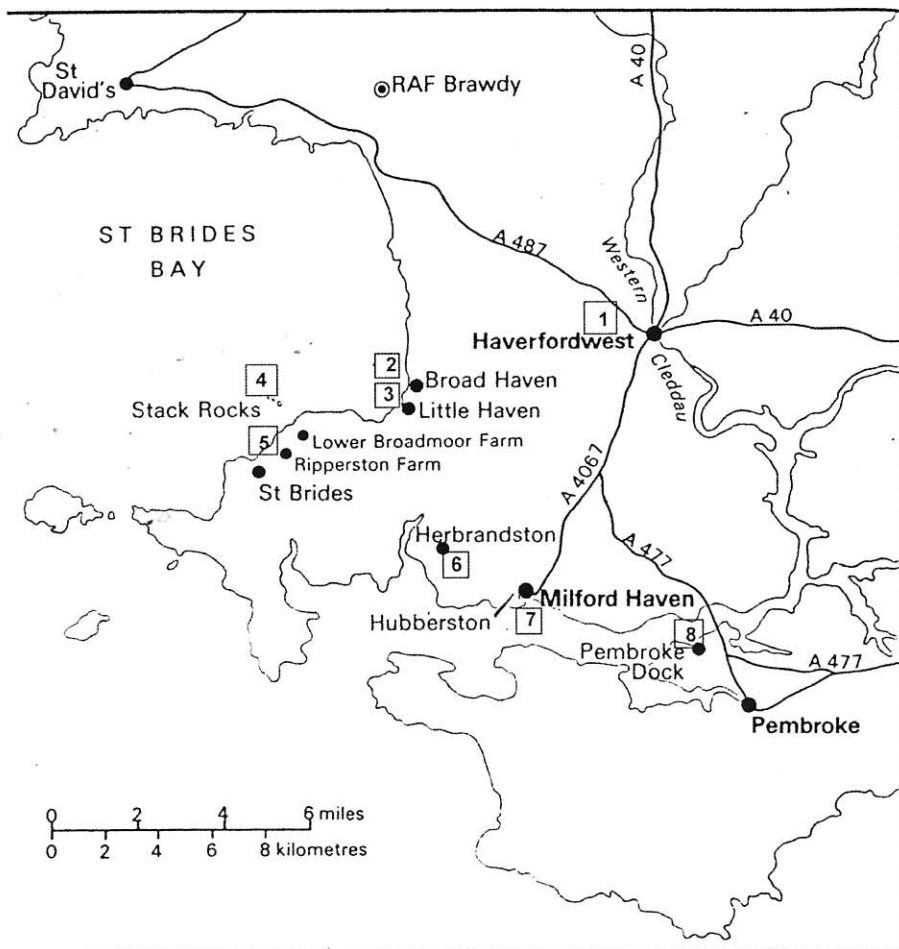 St
David's
RAF Brawdy
A 40
ST BRIDES
BAY
A 487
Western
1
Haverfordwest
A 40
Cleddau
2
Broad Haven
3
Little Haven
4
Stack Rocks
5
Lower Broadmoor Farm
Ripperston Farm
St Brides
A 4067
A 477
Herbrandston
6
Milford Haven
Hubberston
7
8
Pembroke
Dock
A 477
Pembroke
0 2 4 6 miles
0 2 4 6 8 kilometres